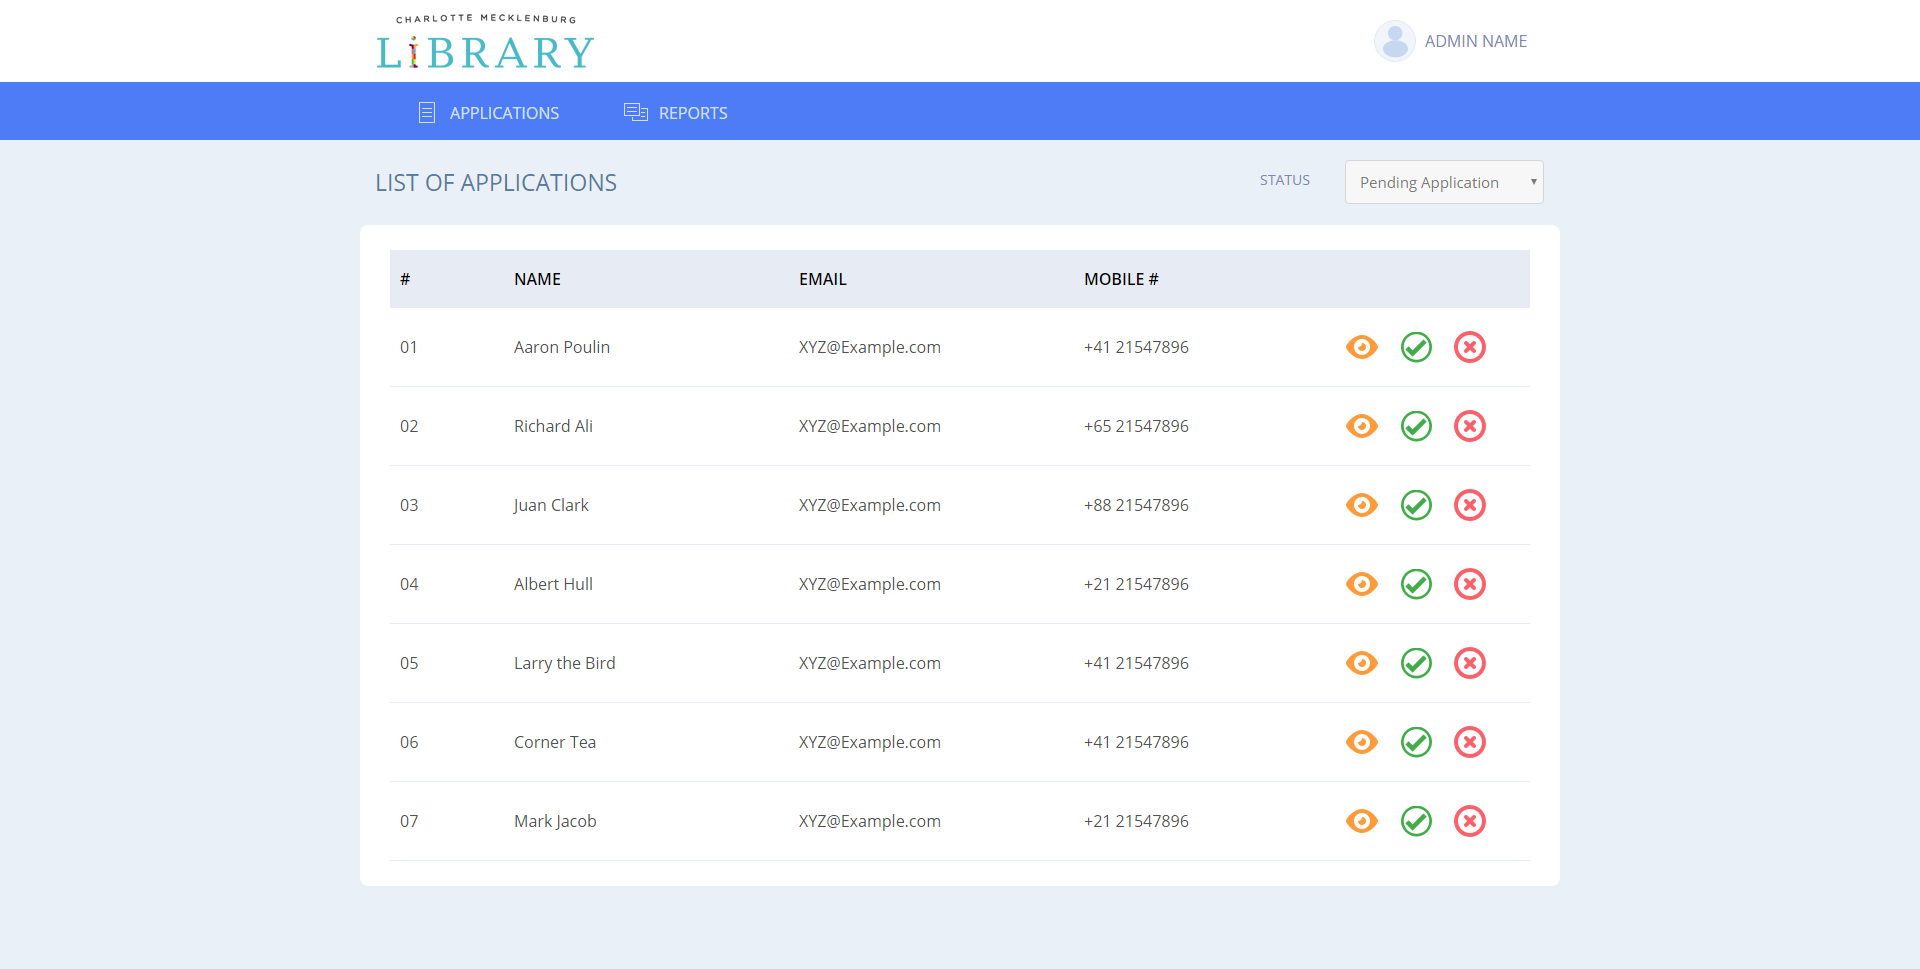 CHARLOTTE MECKLENBURG
LIBRARY
ADMIN NAME
APPLICATIONS REPORTS
LIST OF APPLICATIONS STATUS Pending Application
# NAME EMAIL MOBILE #
01 Aaron Poulin XYZ@Example.com +41 21547896
02 Richard Ali XYZ@Example.com +65 21547896
03 Juan Clark XYZ@Example.com +88 21547896
04 Albert Hull XYZ@Example.com +21 21547896
05 Larry the Bird XYZ@Example.com +41 21547896
06 Corner Tea XYZ@Example.com +41 21547896
07 Mark Jacob XYZ@Example.com +21 21547896